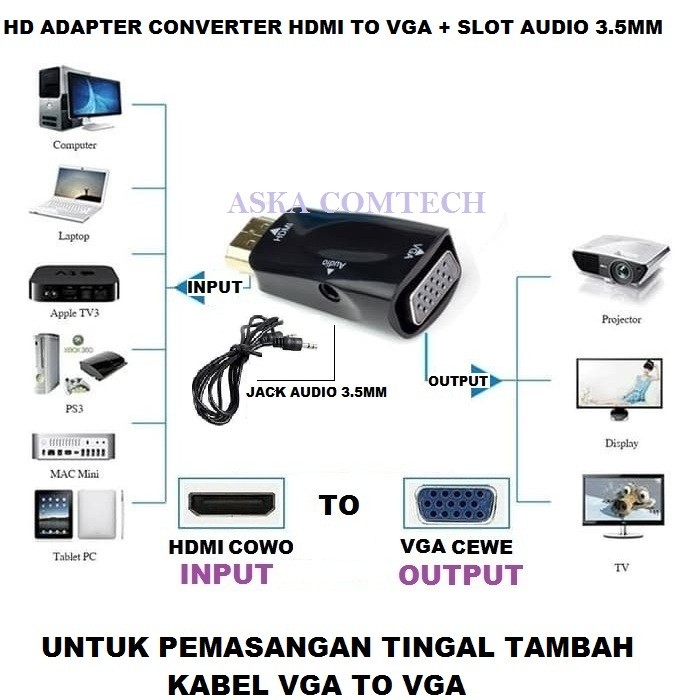 HD ADAPTER CONVERTER HDMI TO VGA + SLOT AUDIO 3.5MM
Computer
ASKA COMTECH
HDMI
VGA
Audio
Laptop
INPUT
Apple TV3
Projector
XBOX360
PS3
JACK AUDIO 3.5MM
OUTPUT
Display
MAC Mini
TO
Tablet PC
HDMI COWO
VGA CEWE
INPUT
OUTPUT
TV
UNTUK PEMASANGAN TINGAL TAMBAH
KABEL VGA TO VGA